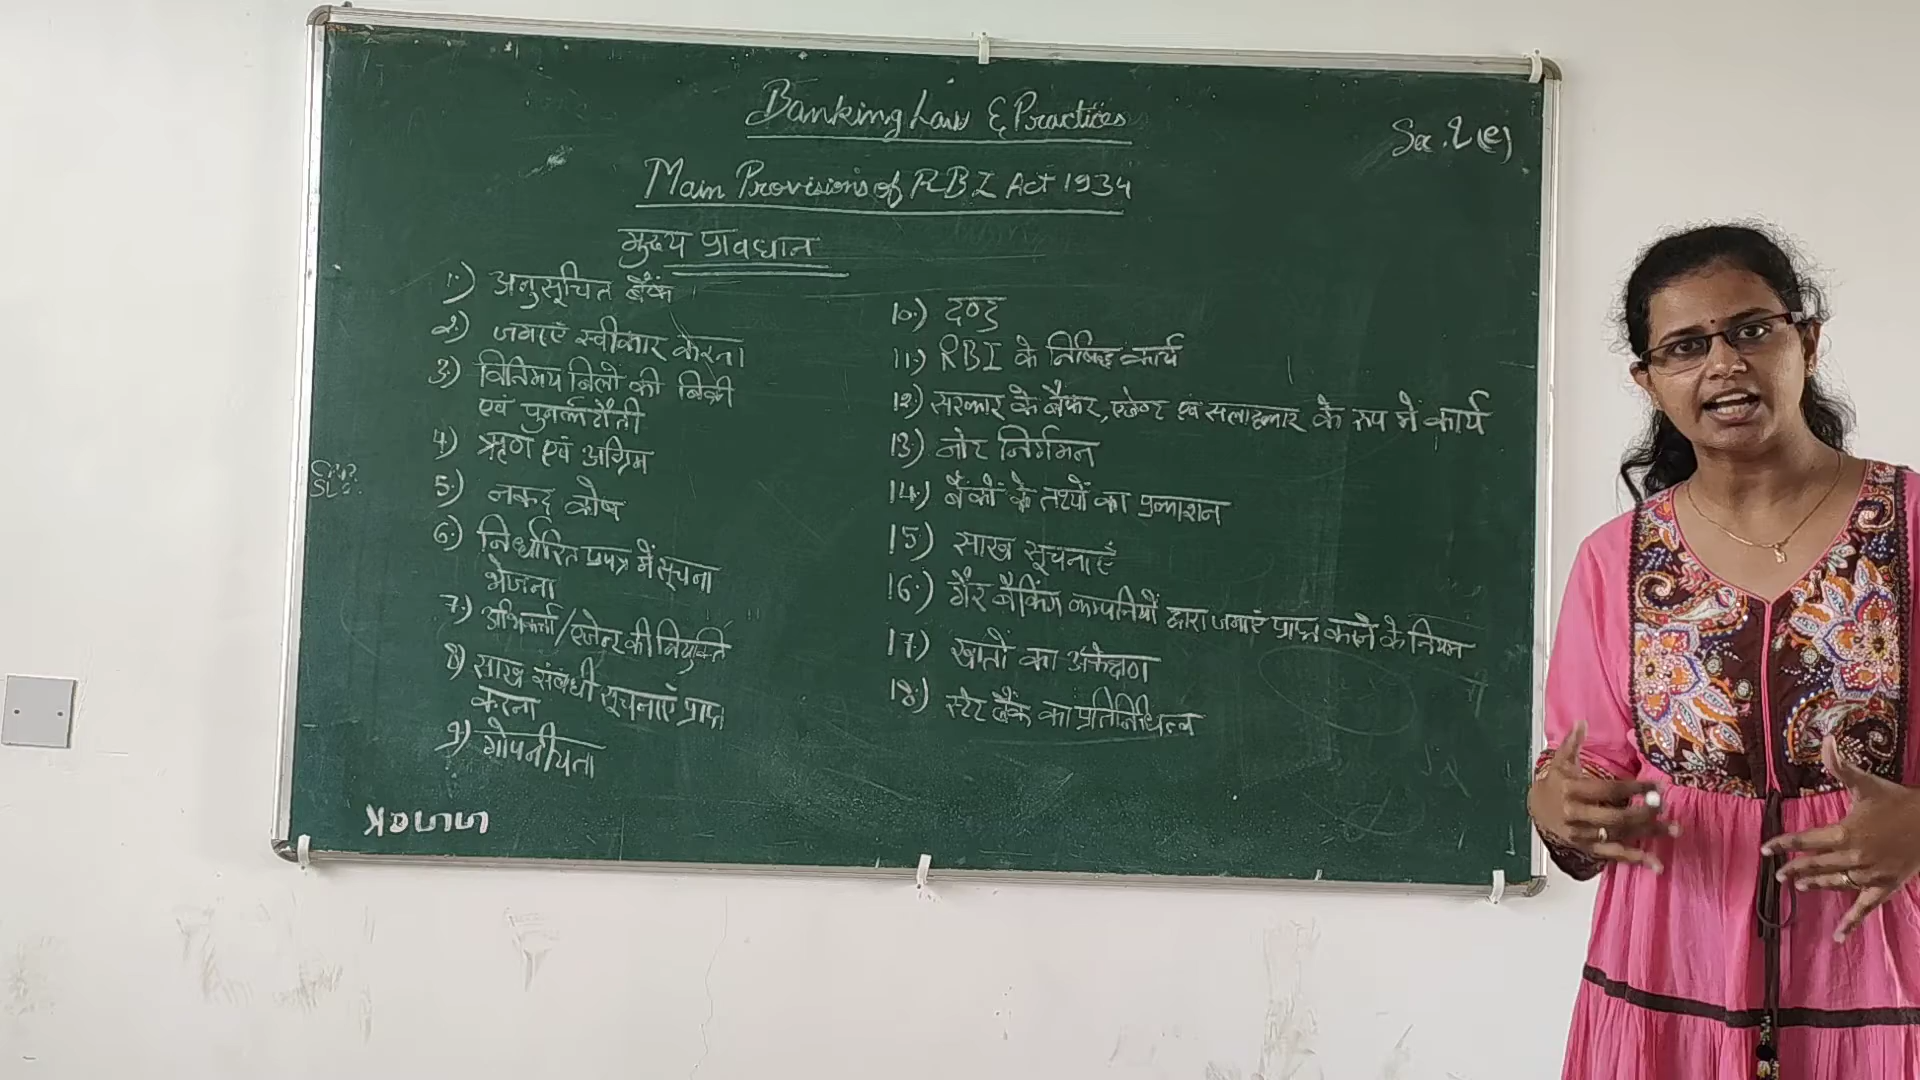 Banking Law & Practices
Sec. 2(e)
Main Provisions of RBI Act 1934
मुख्य प्रावधान
1.) अनुसूचित बैंक
2.) जमाएँ स्वीकार करना
3.) विनिमय बिलों की बिक्री
एवं पुनर्कटौती
4.) ऋण एवं अग्रिम
5.) नकद कोष
6.) निर्धारित प्रपत्र में सूचना
भेजना
7.) अभिकर्ता/एजेन्ट की नियुक्ति
8.) साख संबंधी सूचनाएँ प्राप्त
करना
9.) गोपनीयता
10.) दण्ड
11.) RBI के निषिद्ध कार्य
12.) सरकार के बैंकर, एजेन्ट एवं सलाहकार के रूप में कार्य
13.) नोट निर्गमन
14.) बैंकों के तथ्यों का प्रकाशन
15.) साख सूचनाएँ
16.) गैर बैंकिंग कम्पनियों द्वारा जमाएं प्राप्त करने के नियम
17.) खातों का अंकेक्षण
18.) स्टेट बैंक का प्रतिनिधित्व